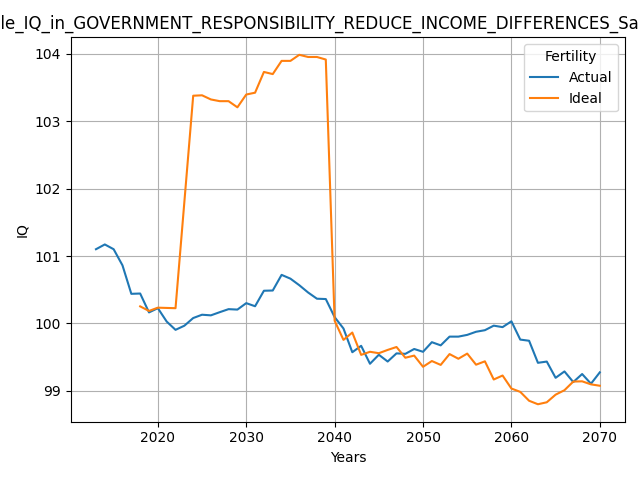 le_IQ_in_GOVERNMENT_RESPONSIBILITY_REDUCE_INCOME_DIFFERENCES_Sa
Fertility
Actual
Ideal
104
103
102
101
100
99
IQ
2020 2030 2040 2050 2060 2070
Years